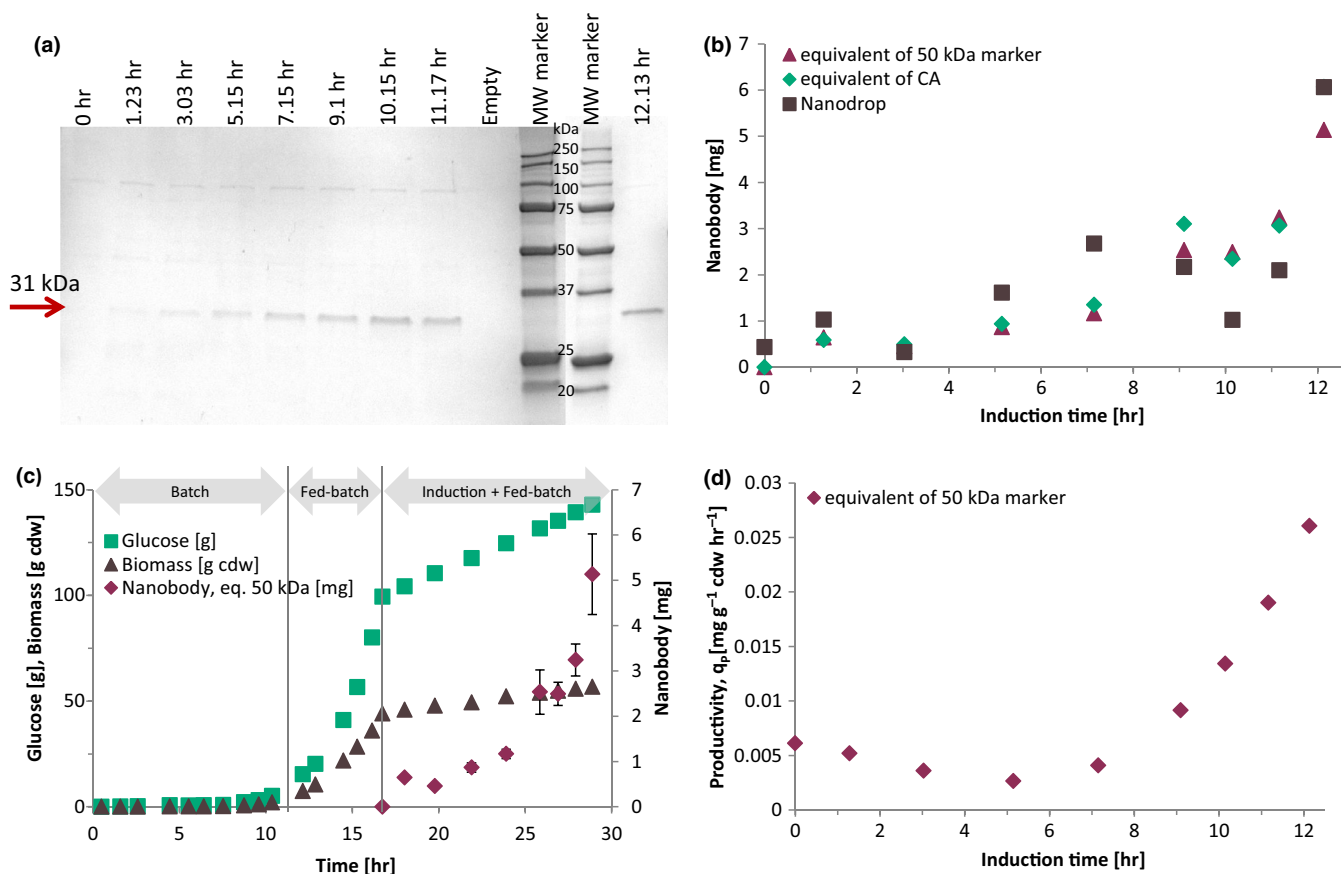 (a)
0 hr
1.23 hr
3.03 hr
5.15 hr
7.15 hr
9.1 hr
10.15 hr
11.17 hr
Empty
MW marker
MW marker
12.13 hr
kDa
250
150
100
75
50
37
25
20
31 kDa
(b)
7
6
5
4
3
2
1
0
Nanobody [mg]
equivalent of 50 kDa marker
equivalent of CA
Nanodrop
0 2 4 6 8 10 12
Induction time [hr]
(c)
Batch Fed-batch Induction + Fed-batch
150
100
50
0
Glucose [g], Biomass [g cdw]
Glucose [g]
Biomass [g cdw]
Nanobody, eq. 50 kDa [mg]
7
6
5
4
3
2
1
0
Nanobody [mg]
0 5 10 15 20 25 30
Time [hr]
(d)
0.03
0.025
0.02
0.015
0.01
0.005
0
Productivity, qp[mg g⁻¹ cdw hr⁻¹]
equivalent of 50 kDa marker
0 2 4 6 8 10 12
Induction time [hr]